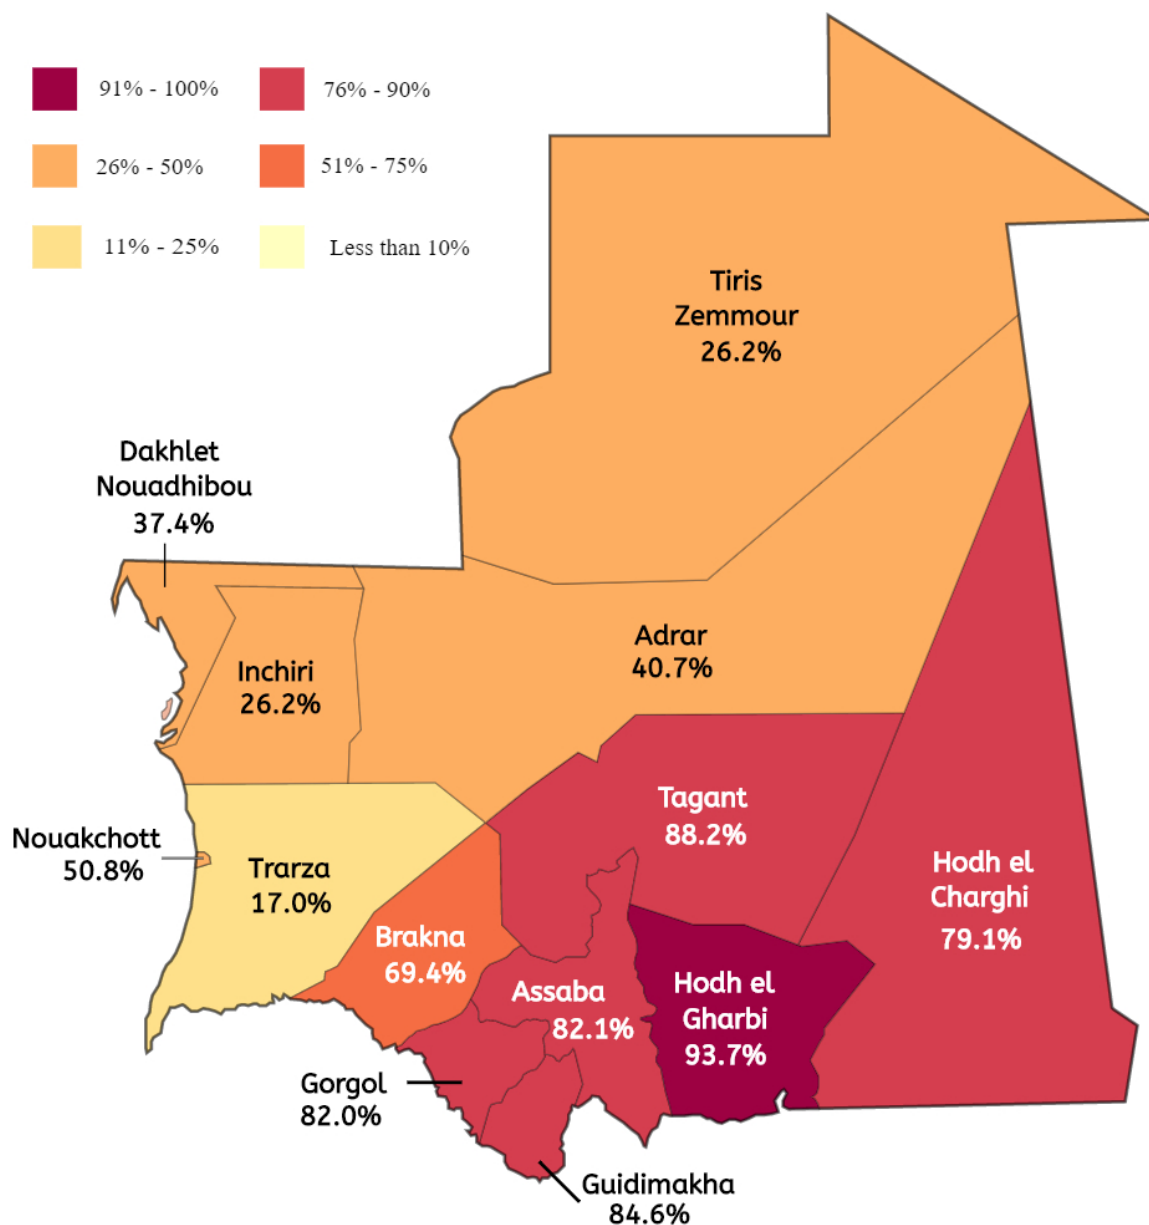 91% - 100%
76% - 90%
26% - 50%
51% - 75%
11% - 25%
Less than 10%
Tiris
Zemmour
26.2%
Dakhlet
Nouadhibou
37.4%
Adrar
40.7%
Inchiri
26.2%
Tagant
88.2%
Nouakchott
50.8%
Trarza
17.0%
Hodh el
Charghi
79.1%
Brakna
69.4%
Assaba
82.1%
Hodh el
Gharbi
93.7%
Gorgol
82.0%
Guidimakha
84.6%